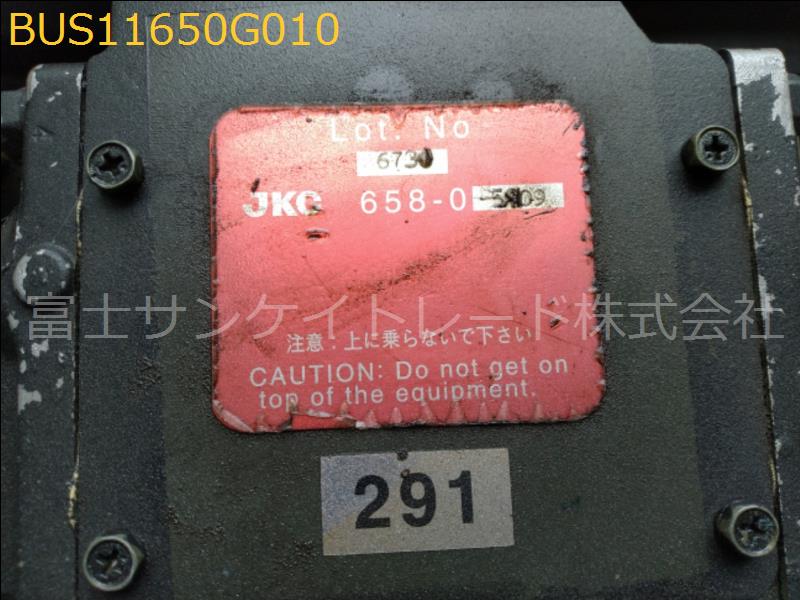 BUS11650G010
Lot. No
JKC 658-0
富士サンケイトレード株式会社
注意:上に乗らないで下さい
CAUTION: Do not get on
top of the equipment.
291